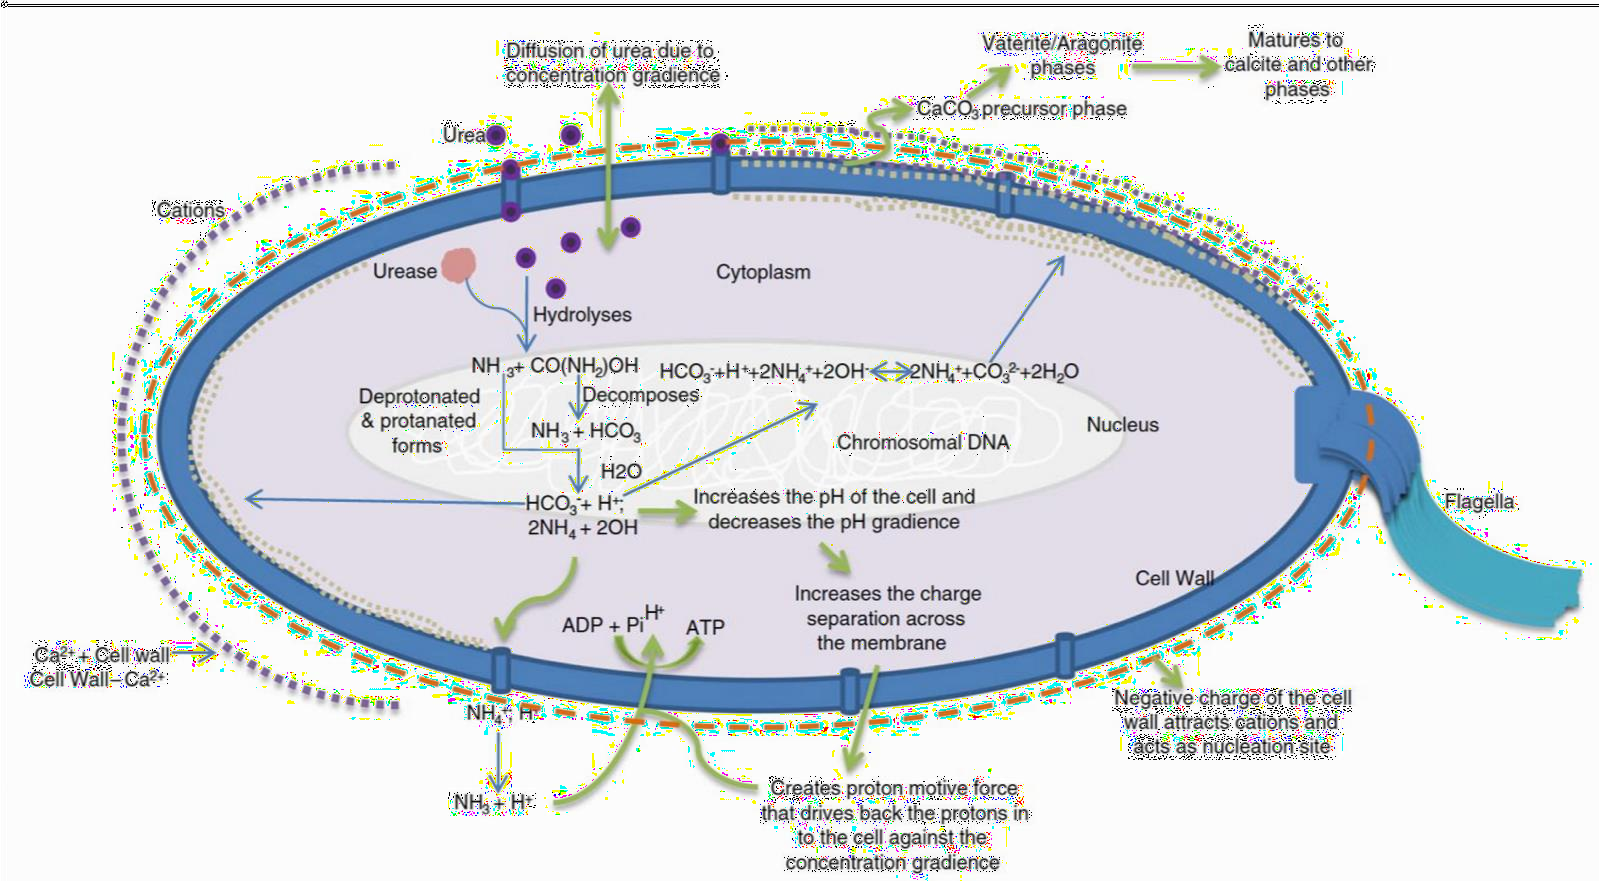 Diffusion of urea due to
concentration gradience
Vaterite/Aragonite
phases
Matures to
calcite and other
phases
CaCO₃ precursor phase
Urea
Cations
Urease
Cytoplasm
Hydrolyses
NH₃+ CO(NH₂)OH
HCO₃⁻+H⁺+2NH₄⁺+2OH⁻
2NH₄⁺+CO₃²⁻+2H₂O
Deprotonated
& protanated
forms
Decomposes
NH₃ + HCO₃
Chromosomal DNA
Nucleus
H2O
HCO₃⁻+ H⁺;
2NH₄ + 2OH
Increases the pH of the cell and
decreases the pH gradience
Flagella
Cell Wall
Increases the charge
separation across
the membrane
ADP + Pi
H⁺
ATP
Ca²⁺ + Cell wall
Cell Wall–Ca²⁺
NH₄⁺; H⁺
Negative charge of the cell
wall attracts cations and
acts as nucleation site
NH₃ + H⁺
Creates proton motive force
that drives back the protons in
to the cell against the
concentration gradience